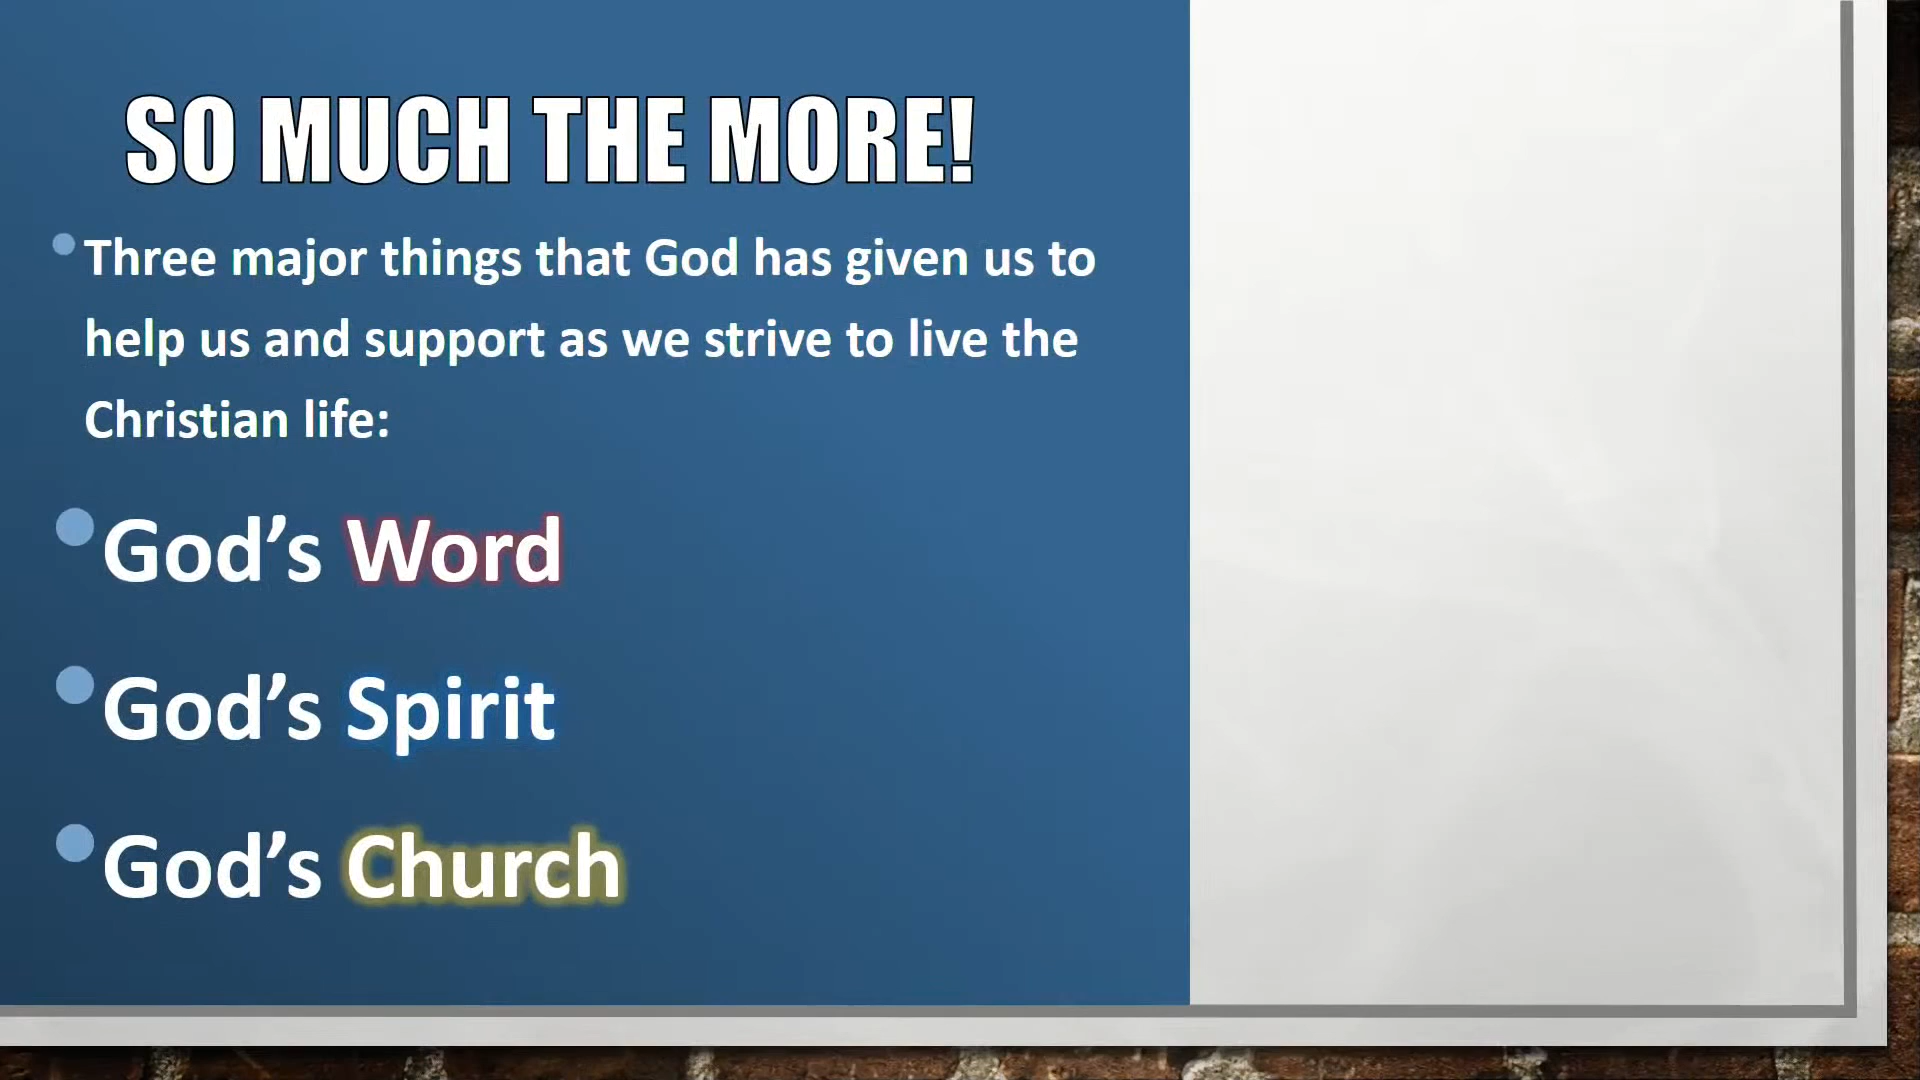 SO MUCH THE MORE!
• Three major things that God has given us to
help us and support as we strive to live the
Christian life:
• God’s Word
• God’s Spirit
• God’s Church